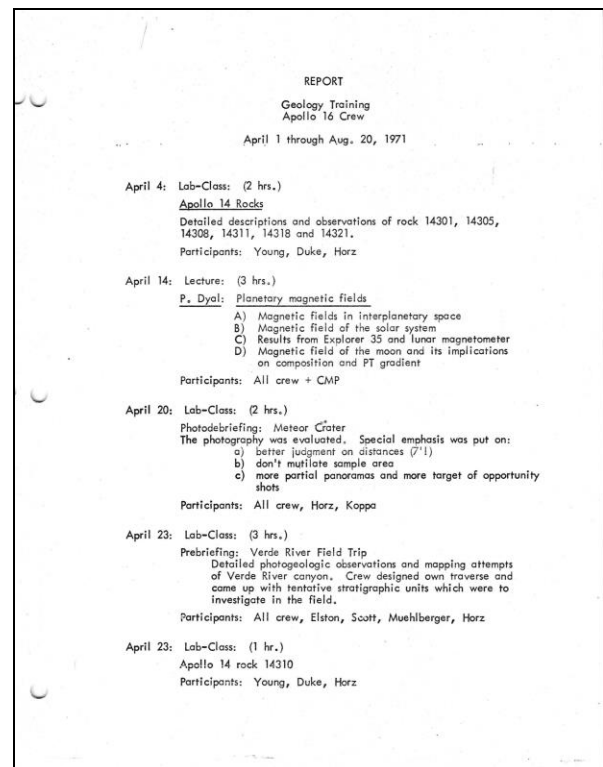 REPORT
Geology Training
Apollo 16 Crew
April 1 through Aug. 20, 1971
April 4: Lab-Class: (2 hrs.)
Apollo 14 Rocks
Detailed descriptions and observations of rock 14301, 14305,
14308, 14311, 14318 and 14321.
Participants: Young, Duke, Horz
April 14: Lecture: (3 hrs.)
P. Dyal: Planetary magnetic fields
A) Magnetic fields in interplanetary space
B) Magnetic field of the solar system
C) Results from Explorer 35 and lunar magnetometer
D) Magnetic field of the moon and its implications
on composition and PT gradient
Participants: All crew + CMP
April 20: Lab-Class: (2 hrs.)
Photodebriefing: Meteor Crater
The photography was evaluated. Special emphasis was put on:
a) better judgment on distances (7'!)
b) don't mutilate sample area
c) more partial panoramas and more target of opportunity
shots
Participants: All crew, Horz, Koppa
April 23: Lab-Class: (3 hrs.)
Prebriefing: Verde River Field Trip
Detailed photogeologic observations and mapping attempts
of Verde River canyon. Crew designed own traverse and
came up with tentative stratigraphic units which were to
investigate in the field.
Participants: All crew, Elston, Scott, Muehlberger, Horz
April 23: Lab-Class: (1 hr.)
Apollo 14 rock 14310
Participants: Young, Duke, Horz